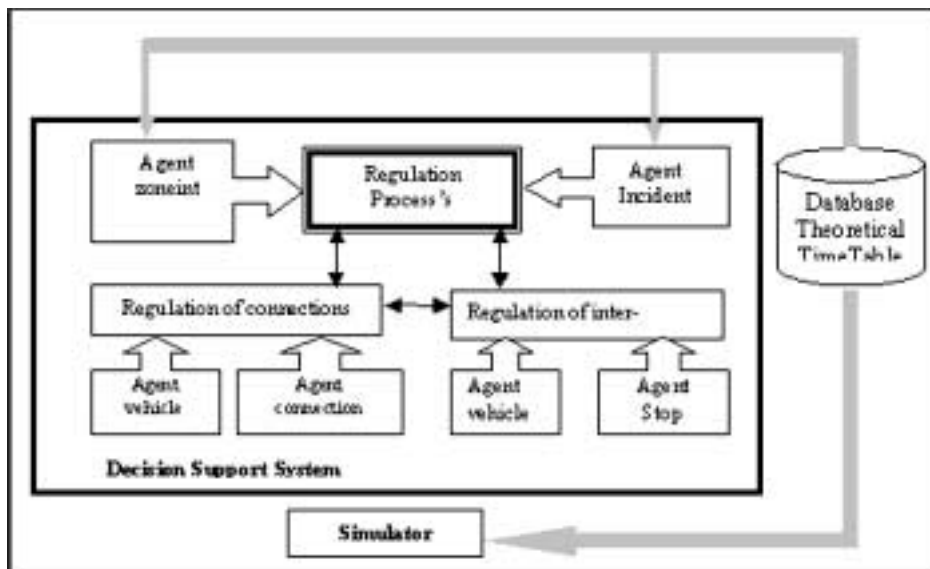 Agent
zoneint
Regulation
Process's
Agent
Incident
Database
Theoretical
TimeTable
Regulation of connections
Regulation of inter-
Agent
vehicle
Agent
connection
Agent
vehicle
Agent
Stop
Decision Support System
Simulator